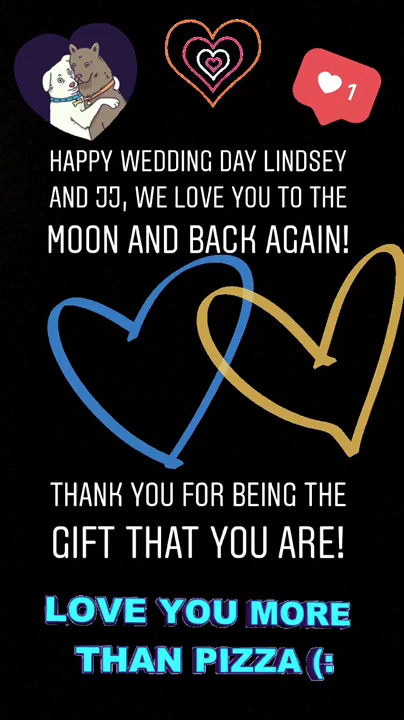 1
HAPPY WEDDING DAY LINDSEY
AND JJ, WE LOVE YOU TO THE
MOON AND BACK AGAIN!
THANK YOU FOR BEING THE
GIFT THAT YOU ARE!
LOVE YOU MORE
THAN PIZZA (: